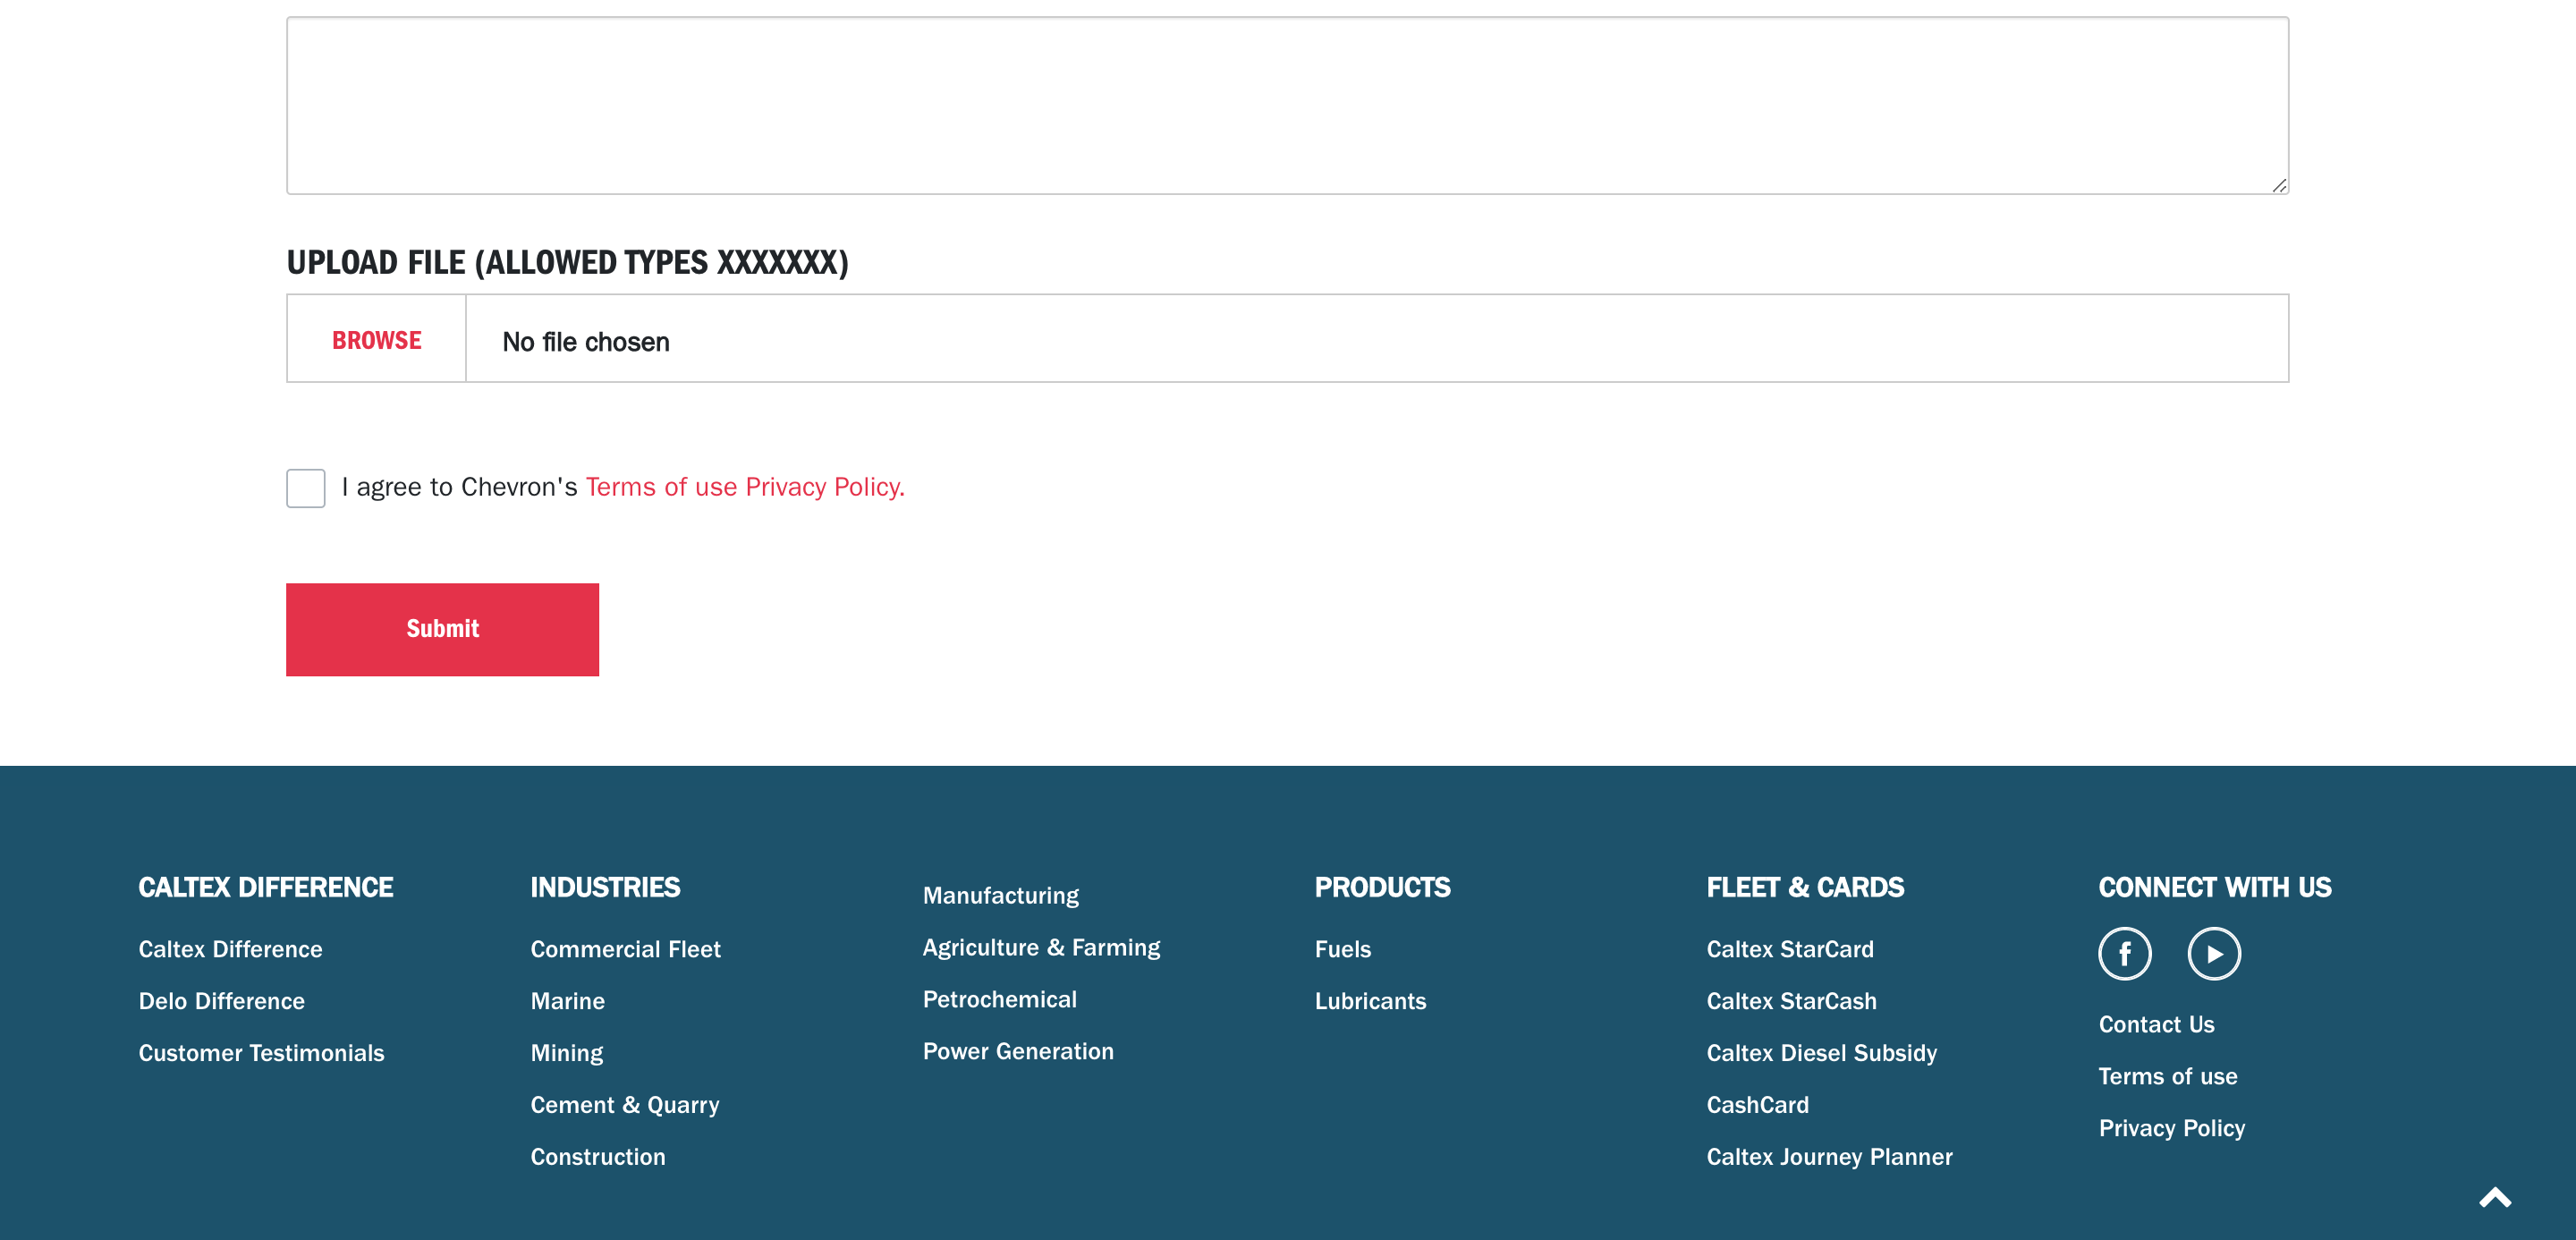 UPLOAD FILE (ALLOWED TYPES XXXXXXX)
BROWSE
No file chosen
I agree to Chevron's Terms of use Privacy Policy.
Submit
CALTEX DIFFERENCE
Caltex Difference
Delo Difference
Customer Testimonials
INDUSTRIES
Commercial Fleet
Marine
Mining
Cement & Quarry
Construction
Manufacturing
Agriculture & Farming
Petrochemical
Power Generation
PRODUCTS
Fuels
Lubricants
FLEET & CARDS
Caltex StarCard
Caltex StarCash
Caltex Diesel Subsidy
CashCard
Caltex Journey Planner
CONNECT WITH US
Contact Us
Terms of use
Privacy Policy